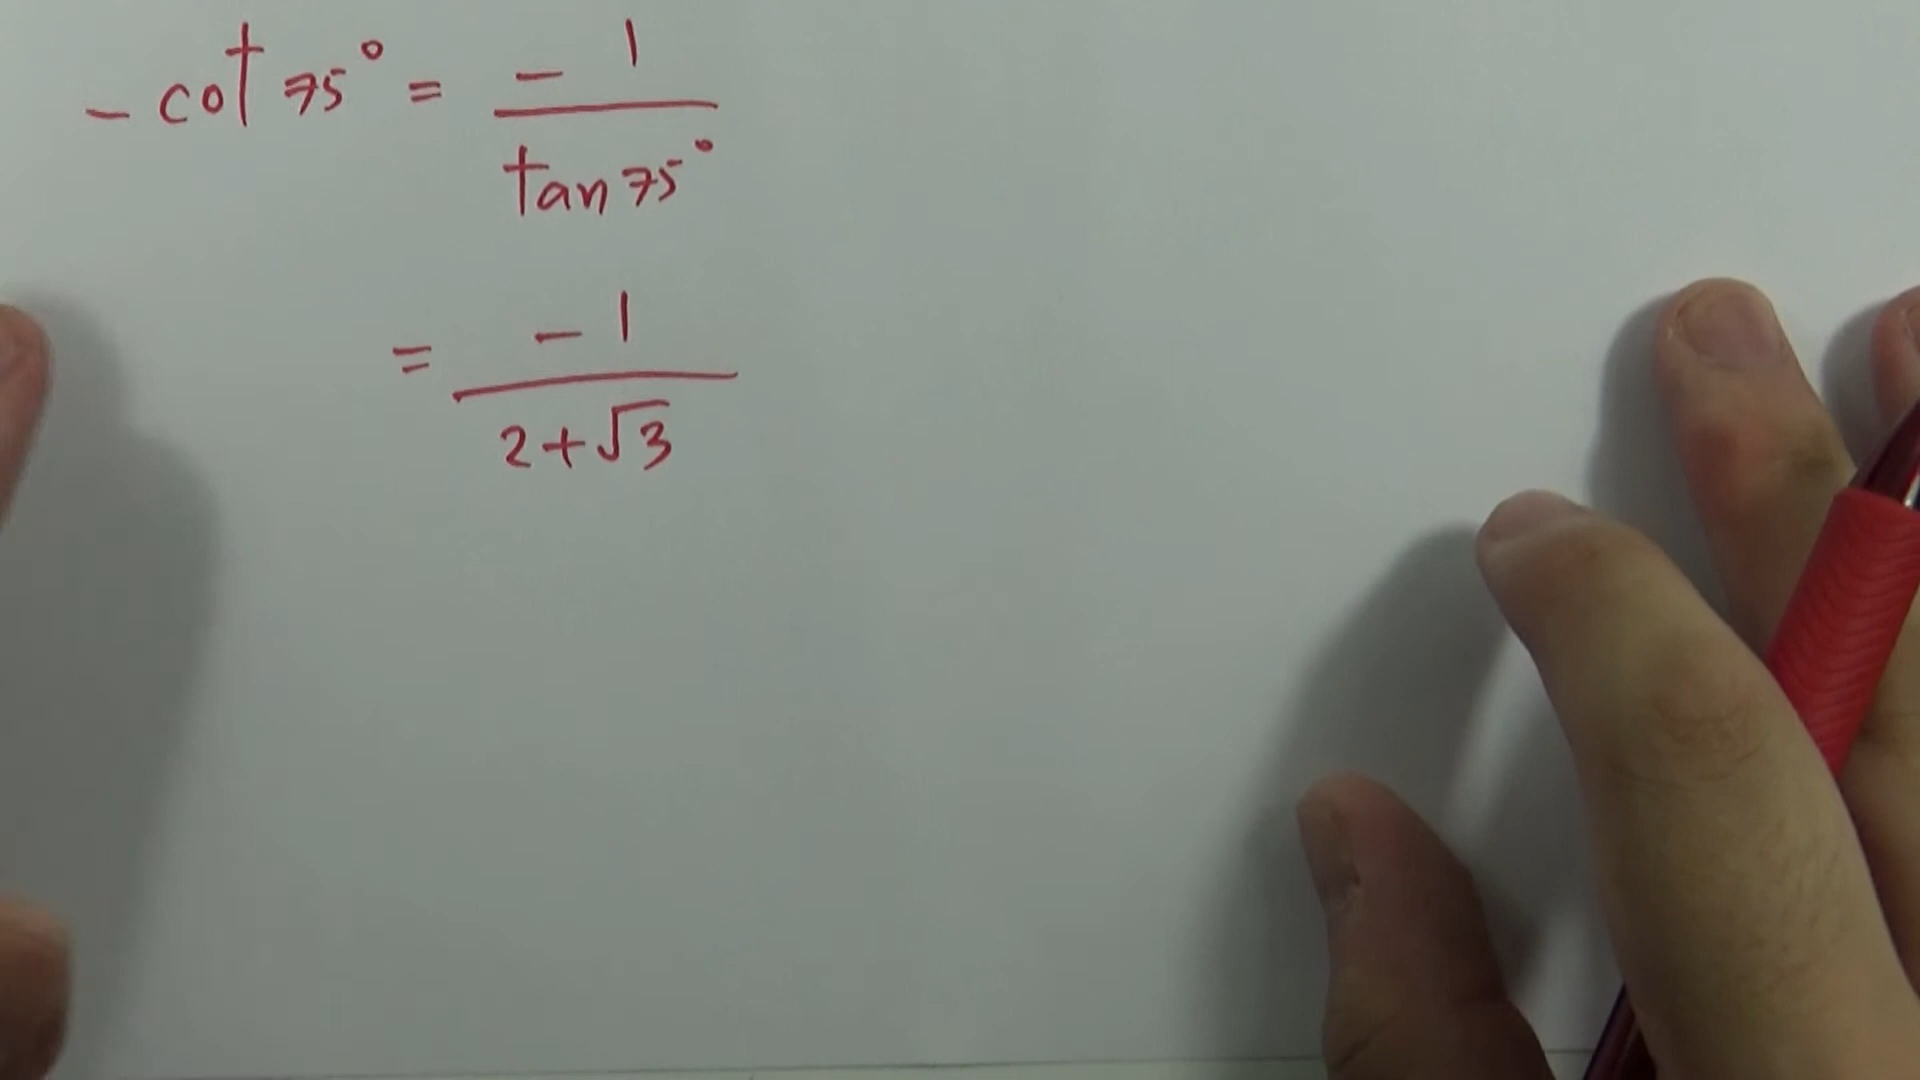 - cot 75° = - 1 / tan 75°
= - 1 / 2+√3